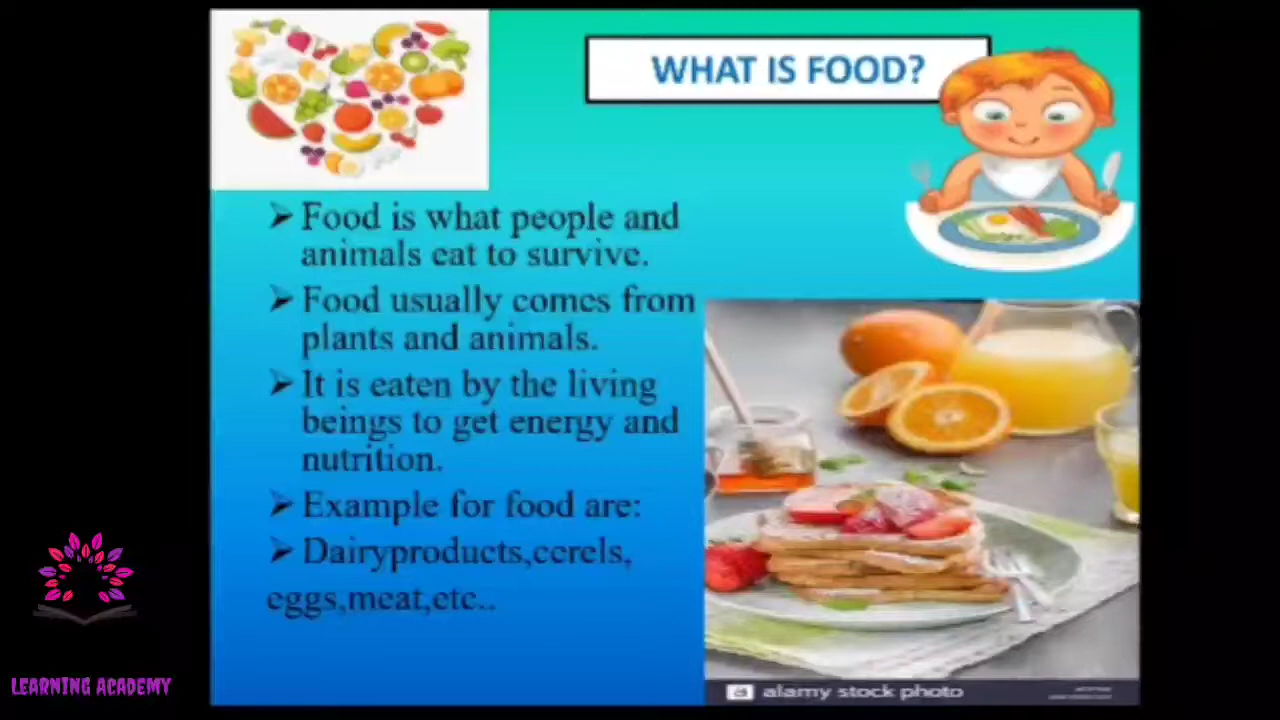 WHAT IS FOOD?
➢ Food is what people and
animals eat to survive.
➢ Food usually comes from
plants and animals.
➢ It is eaten by the living
beings to get energy and
nutrition.
➢ Example for food are:
➢ Dairyproducts,cerels,
eggs,meat,etc..
LEARNING ACADEMY
a alamy stock photo